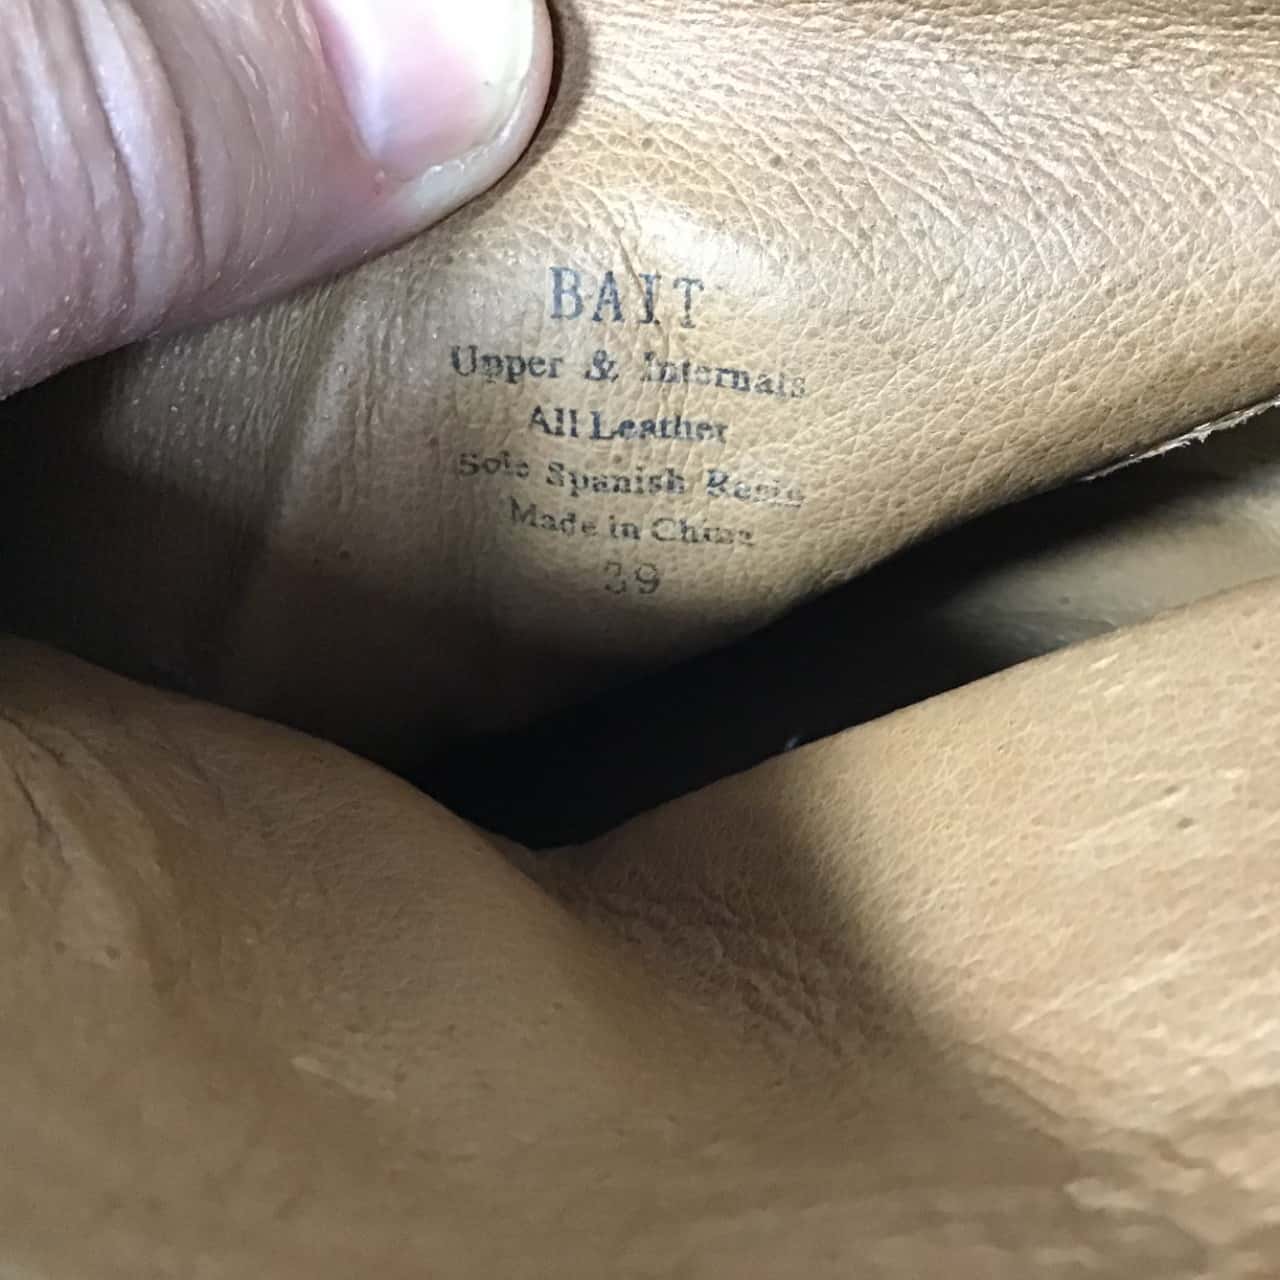 BAIT
Upper & Internals
All Leather
Sole Spanish Resin
Made in China
39